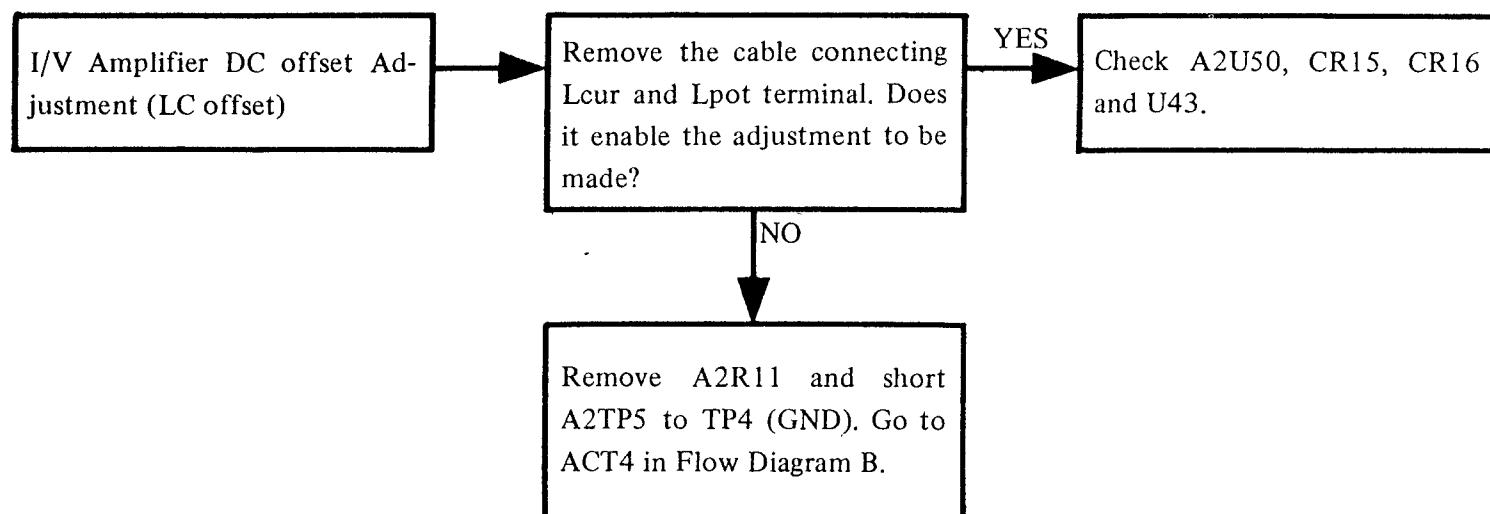 I/V Amplifier DC offset Ad-
justment (LC offset)
Remove the cable connecting
Lcur and Lpot terminal. Does
it enable the adjustment to be
made?
YES
Check A2U50, CR15, CR16
and U43.
NO
Remove A2R11 and short
A2TP5 to TP4 (GND). Go to
ACT4 in Flow Diagram B.